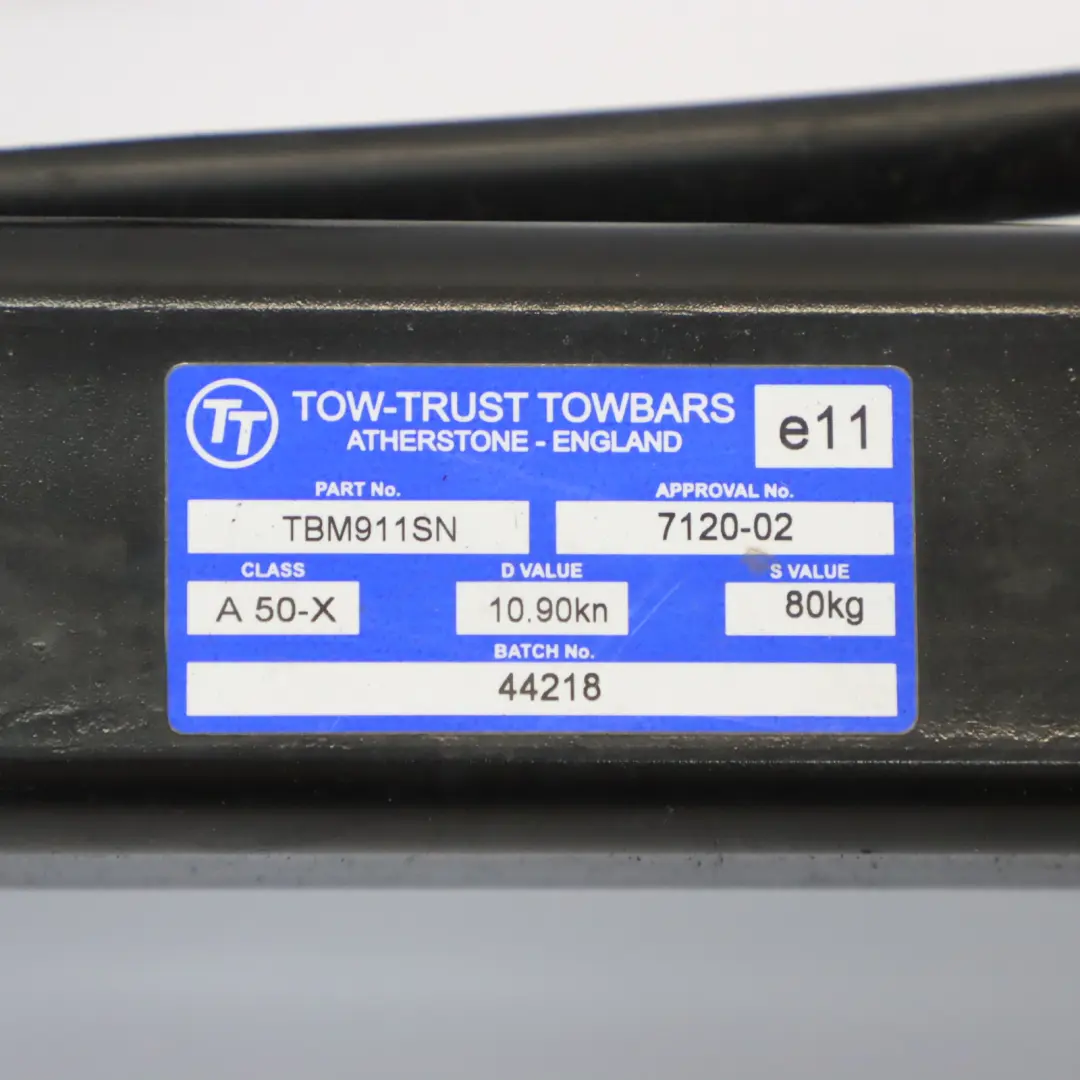 TT
TOW-TRUST TOWBARS
ATHERSTONE - ENGLAND
e11
PART No.
APPROVAL No.
TBM911SN
7120-02
CLASS
D VALUE
S VALUE
A 50-X
10.90kn
80kg
BATCH No.
44218